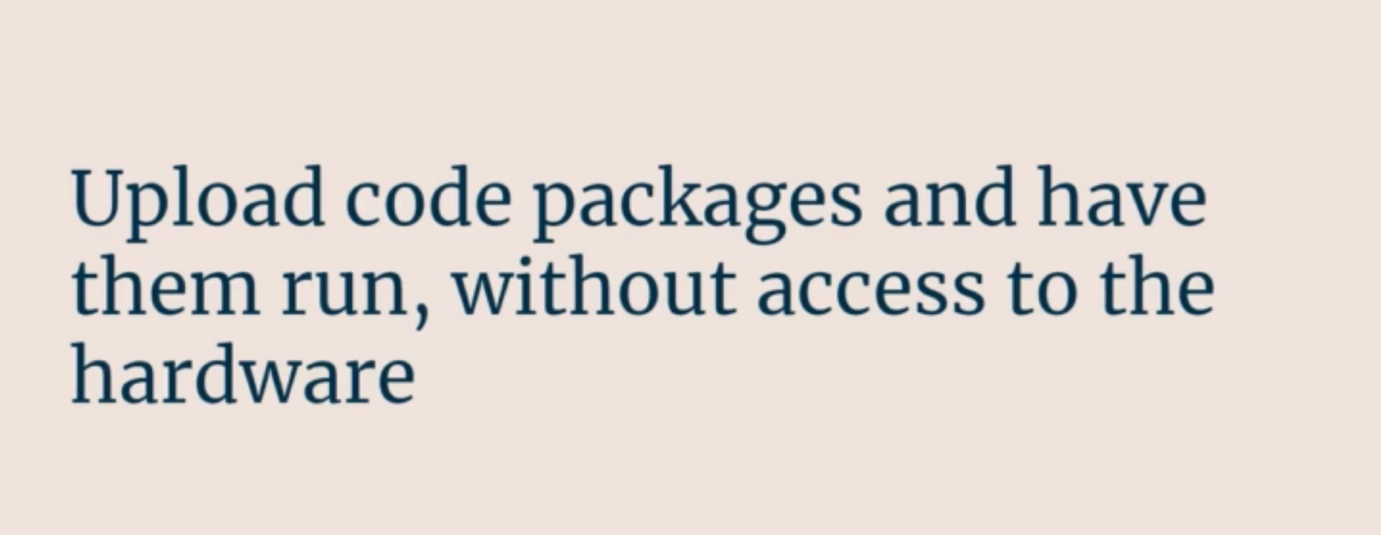 Upload code packages and have
them run, without access to the
hardware